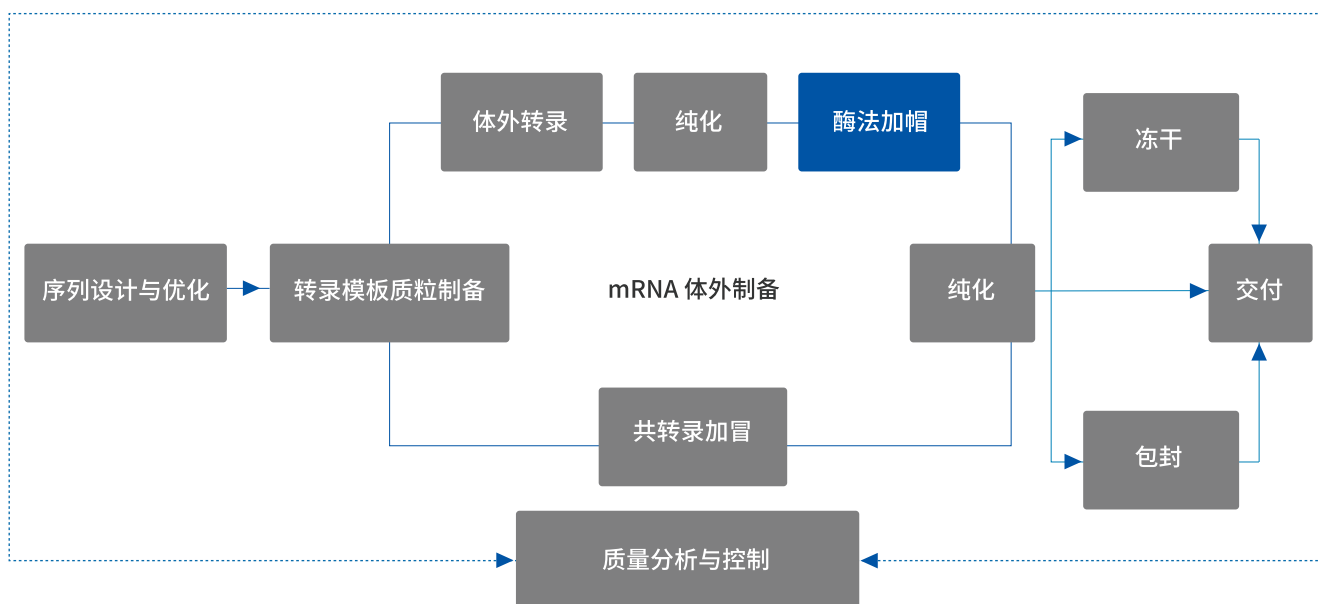 体外转录
纯化
酶法加帽
冻干
序列设计与优化
转录模板质粒制备
mRNA 体外制备
纯化
交付
共转录加冒
包封
质量分析与控制